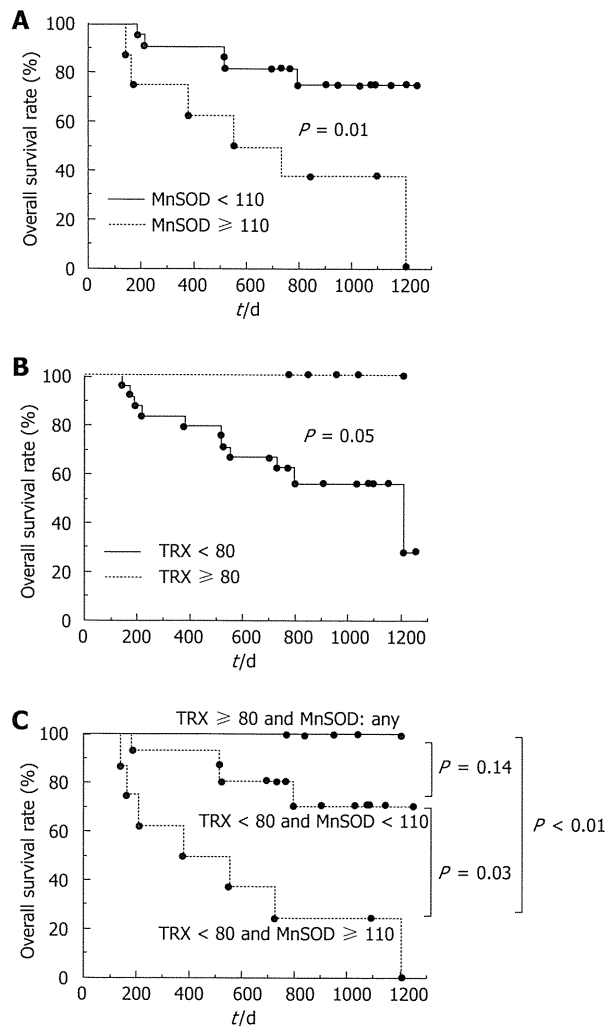 A
Overall survival rate (%)
100
80
60
40
20
0
P = 0.01
MnSOD < 110
MnSOD ⩾ 110
0 200 400 600 800 1000 1200
t/d
B
Overall survival rate (%)
100
80
60
40
20
0
P = 0.05
TRX < 80
TRX ⩾ 80
0 200 400 600 800 1000 1200
t/d
C
Overall survival rate (%)
TRX ⩾ 80 and MnSOD: any
100
80
60
40
20
0
P = 0.14
TRX < 80 and MnSOD < 110
P < 0.01
P = 0.03
TRX < 80 and MnSOD ⩾ 110
0 200 400 600 800 1000 1200
t/d